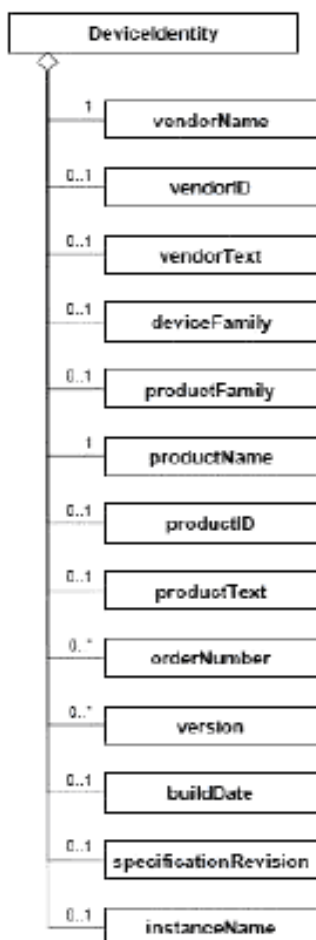 DeviceIdentity
1
vendorName
0..1
vendorID
0..1
vendorText
0..1
deviceFamily
0..1
productFamily
1
productName
0..1
productID
0..1
productText
0..*
orderNumber
0..*
version
0..1
buildDate
0..1
specificationRevision
0..1
instanceName